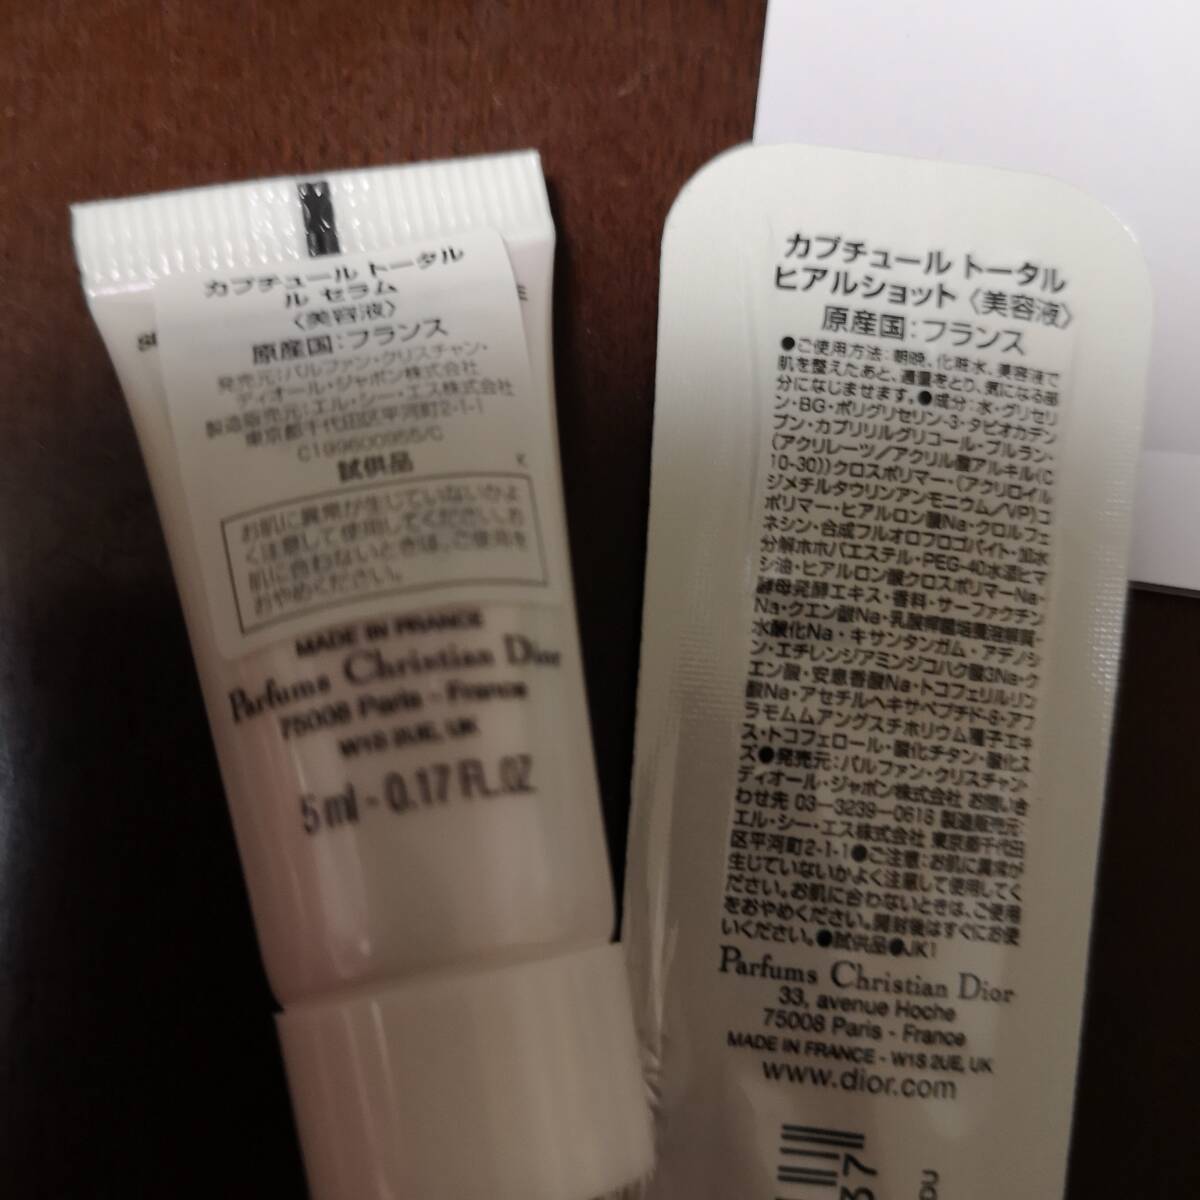 カプチュール トータル
ル セラム
〈美容液〉
原産国:フランス
発売元:パルファン・クリスチャン・
ディオール・ジャポン株式会社
製造販売元:エル・シー・エス株式会社
東京都千代田区平河町2-1-1
C199600955/C
試供品
K
お肌に異常が生じていないかよ
く注意して使用してください。お
肌に合わないときは、ご使用を
おやめください。
MADE IN FRANCE
Parfums Christian Dior
75008 Paris - France
W1S 2UE, UK
5 ml - 0.17 FL.OZ
カプチュール トータル
ヒアルショット〈美容液〉
原産国:フランス
●ご使用方法:朝晩、化粧水、美容液で
肌を整えたあと、適量をとり、気になる部
分になじませます。●成分:水・グリセリ
ン・BG・ポリグリセリン-3・タピオカデン
プン・カプリリルグリコール・プルラン・
(アクリレーツ/アクリル酸アルキル(C
10-30))クロスポリマー・(アクリロイル
ジメチルタウリンアンモニウム/VP)コ
ポリマー・ヒアルロン酸Na・クロルフェ
ネシン・合成フルオロフロゴパイト・加水
分解ホホバエステル・PEG-40水添ヒマ
シ油・ヒアルロン酸クロスポリマーNa・
酵母発酵エキス・香料・サーファクチン
Na・クエン酸Na・乳酸桿菌培養溶解質・
水酸化Na・キサンタンガム・アデノシ
ン・エチレンジアミンジコハク酸3Na・ク
エン酸・安息香酸Na・トコフェリルリン
酸Na・アセチルヘキサペプチド-8・アフ
ラモムムアングスチホリウム種子エキ
ス・トコフェロール・酸化チタン・酸化ス
ズ●発売元:パルファン・クリスチャン・
ディオール・ジャポン株式会社 お問い合
わせ先 03-3239-0618 製造販売元:
エル・シー・エス株式会社 東京都千代田
区平河町2-1-1●ご注意:お肌に異常が
生じていないかよく注意して使用してく
ださい。お肌に合わないときは、ご使用
をおやめください。開封後はすぐにお使
いください。●試供品●JK1
Parfums Christian Dior
33, avenue Hoche
75008 Paris - France
MADE IN FRANCE - W1S 2UE, UK
www.dior.com